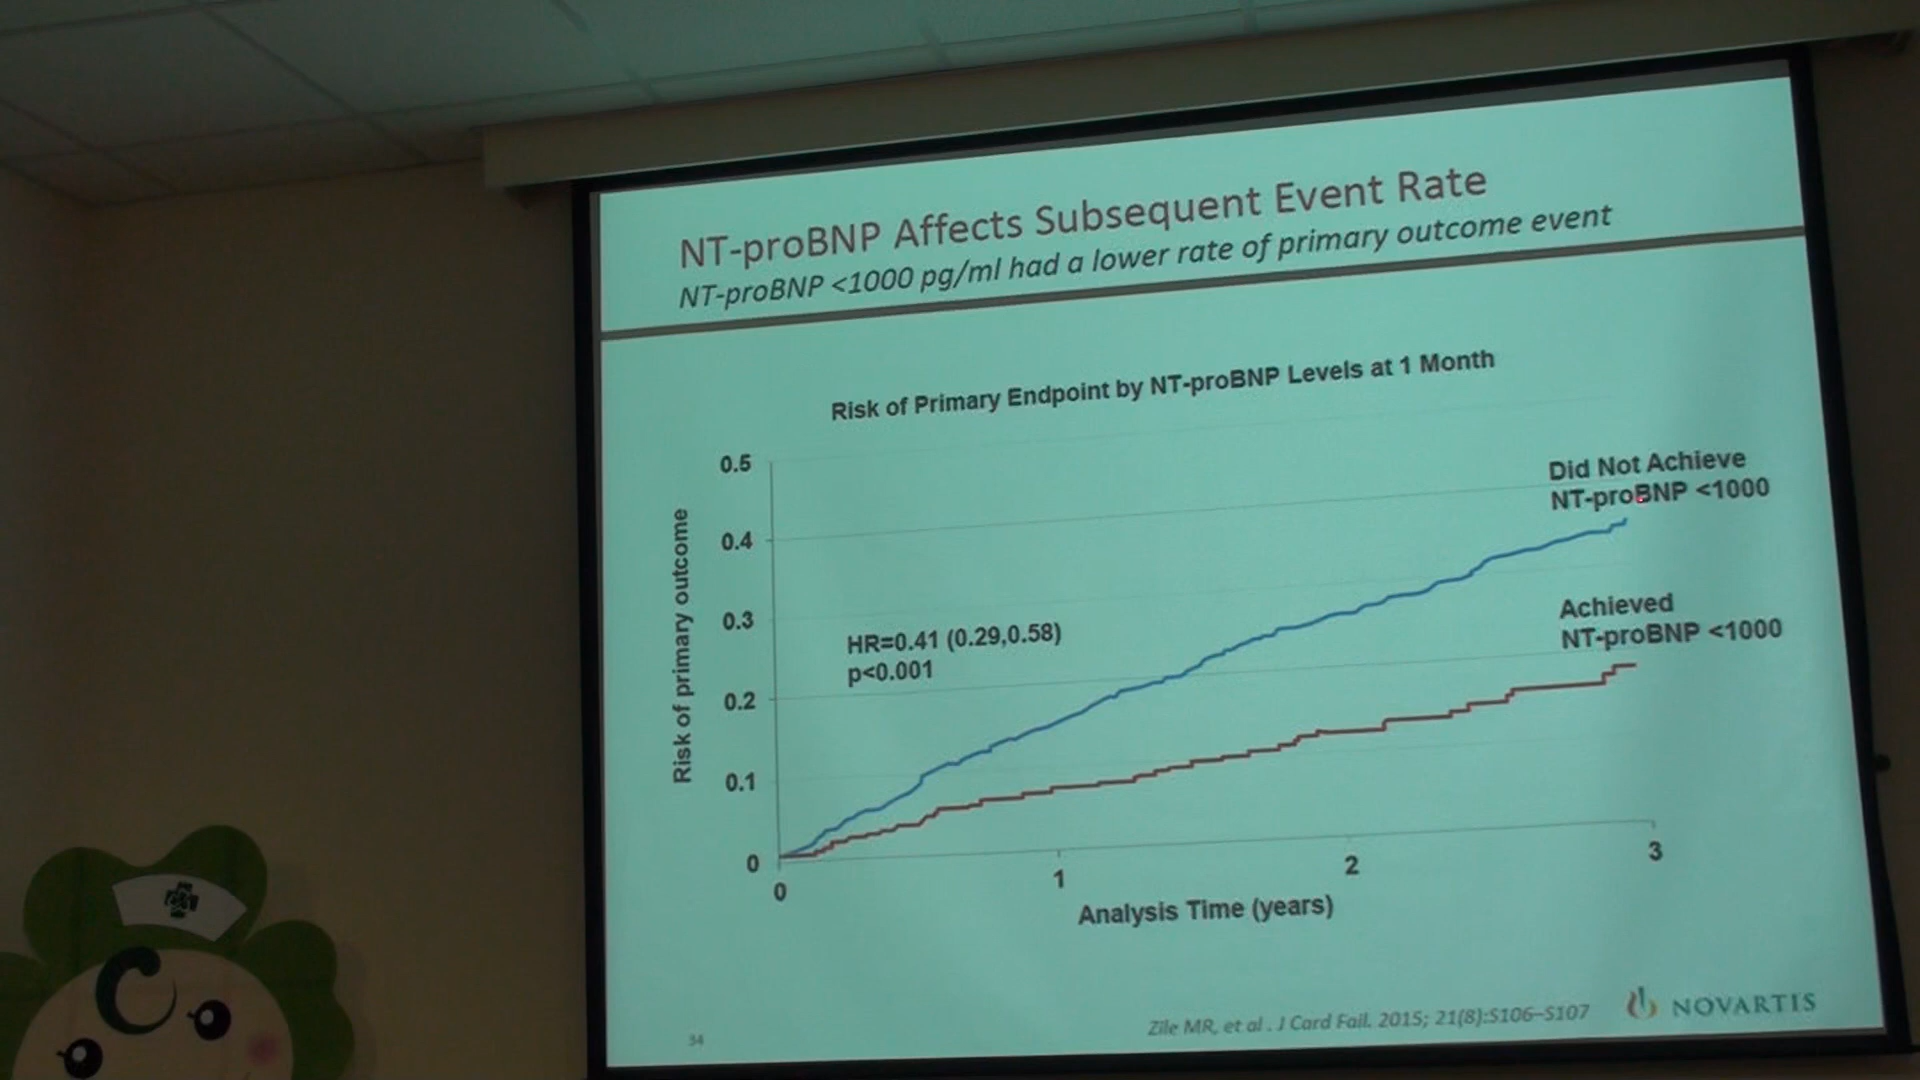 NT-proBNP Affects Subsequent Event Rate
NT-proBNP <1000 pg/ml had a lower rate of primary outcome event
Risk of Primary Endpoint by NT-proBNP Levels at 1 Month
0.5
0.4
0.3
0.2
0.1
0
Risk of primary outcome
HR=0.41 (0.29,0.58)
p<0.001
Did Not Achieve
NT-proBNP <1000
Achieved
NT-proBNP <1000
0
1
2
3
Analysis Time (years)
34
Zile MR, et al . J Card Fail. 2015; 21(8):S106–S107
NOVARTIS